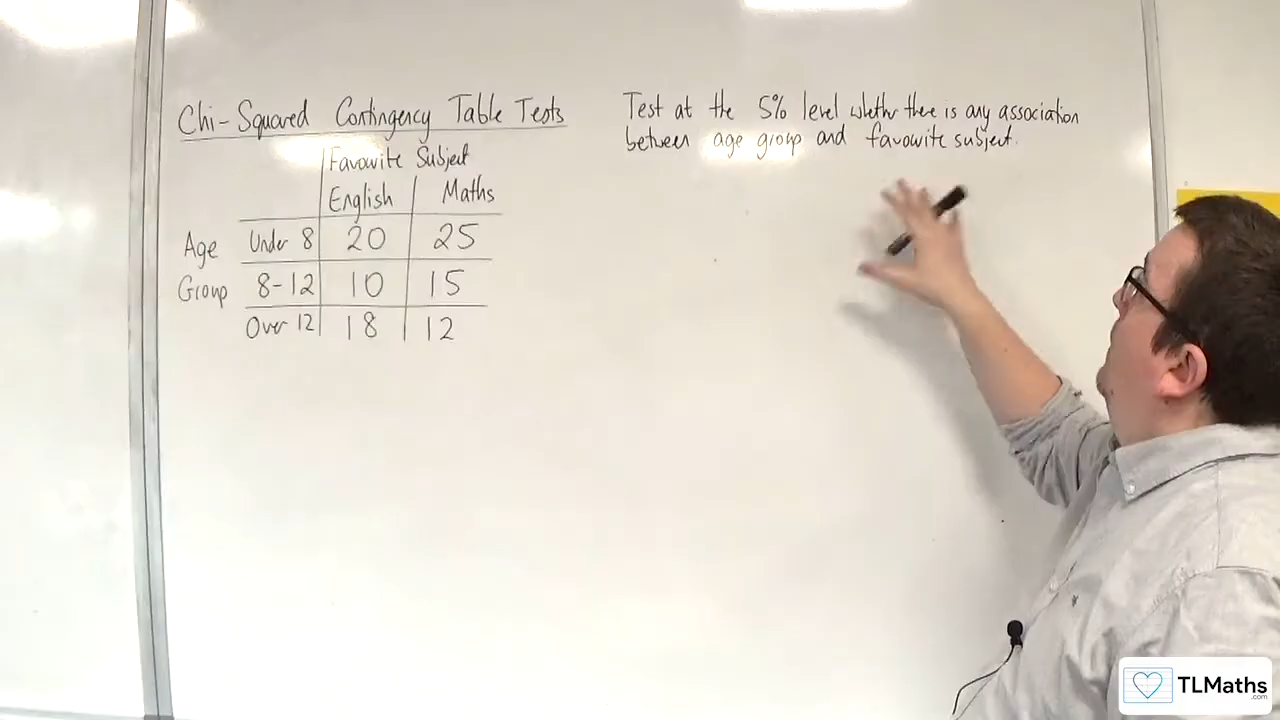 Chi-Squared Contingency Table Tests
Favourite Subject
English Maths
Age Group
Under 8 20 25
8-12 10 15
Over 12 18 12
Test at the 5% level whether there is any association
between age group and favourite subject.
TLMaths
.com